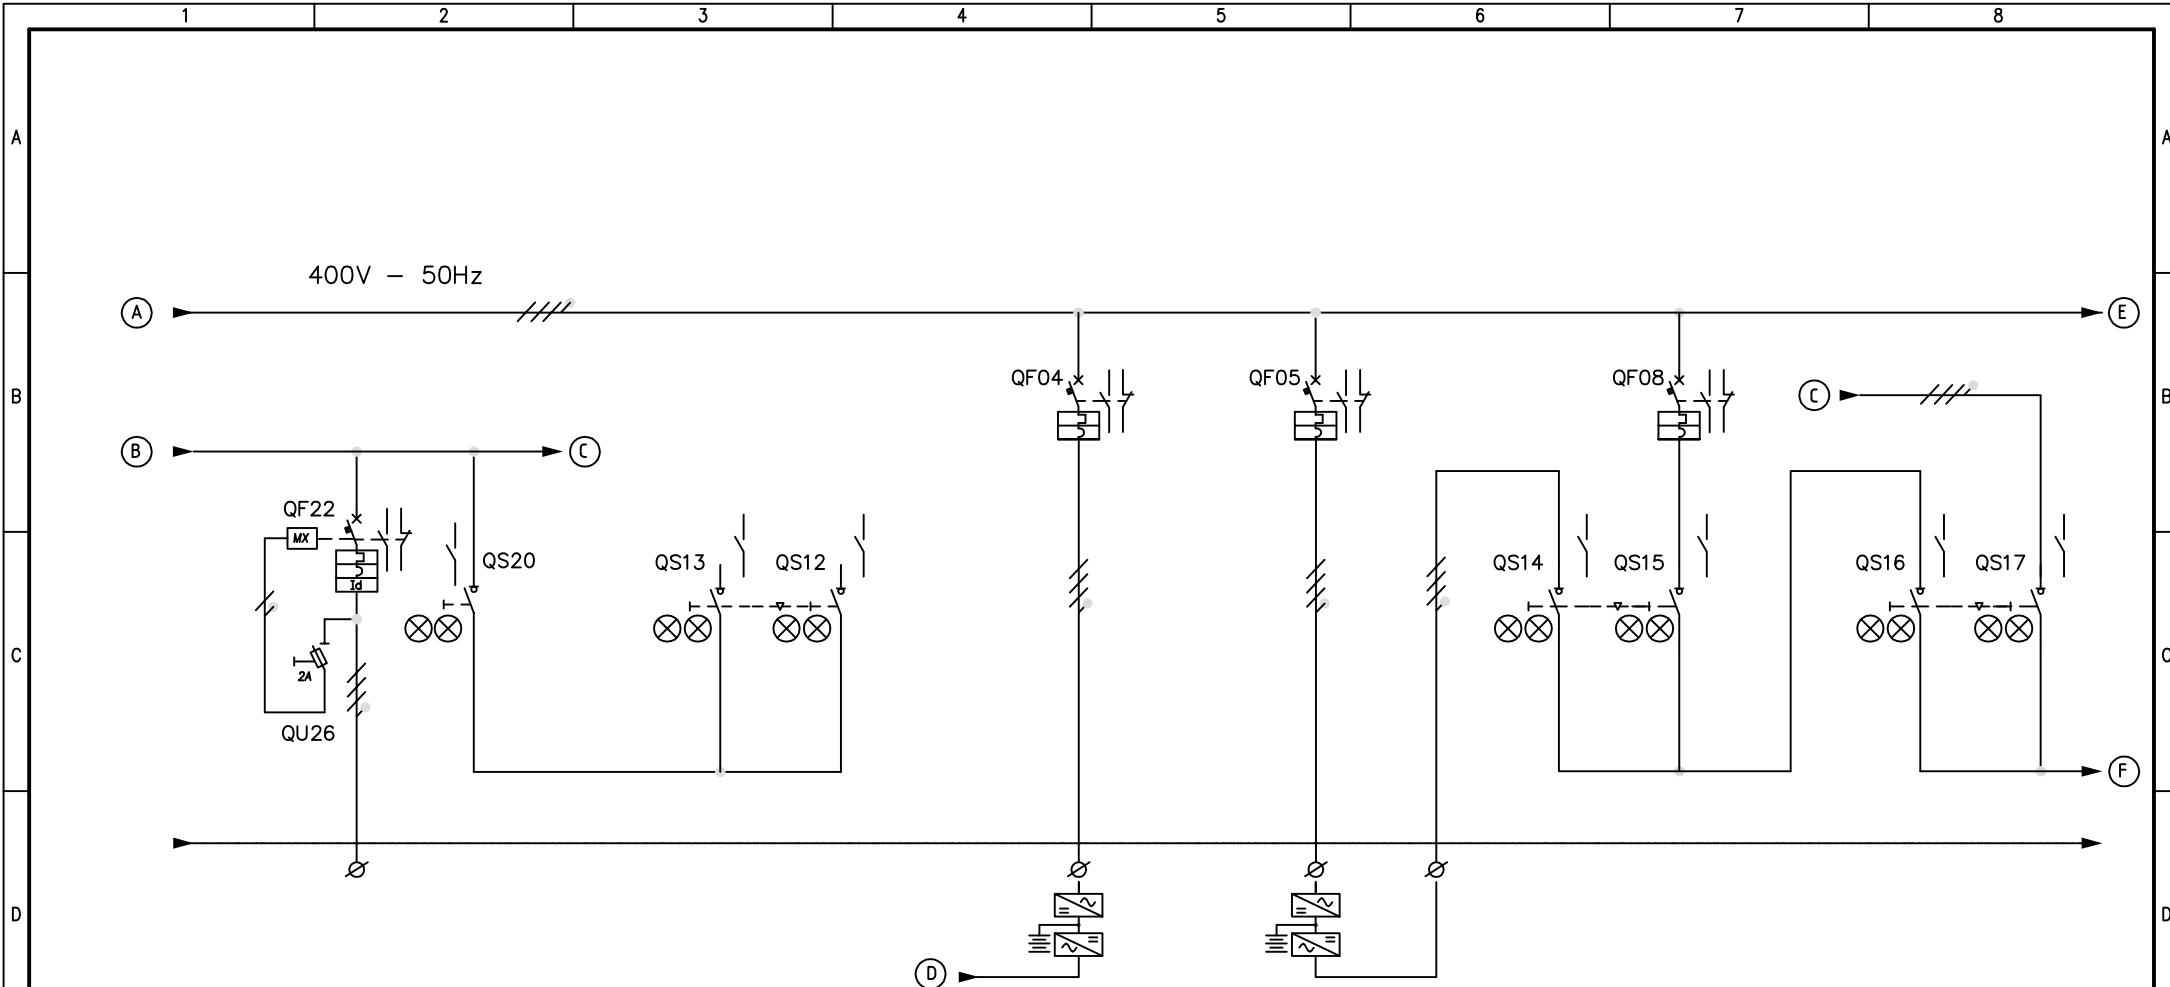 1 2 3 4 5 6 7 8
A A
400V - 50Hz
A E
QF04 QF05 QF08
B C B
B C
QF22
MX
QS20 QS13 QS12 QS14 QS15 QS16 QS17
Id
C C
2A
QU26
F
D D
D